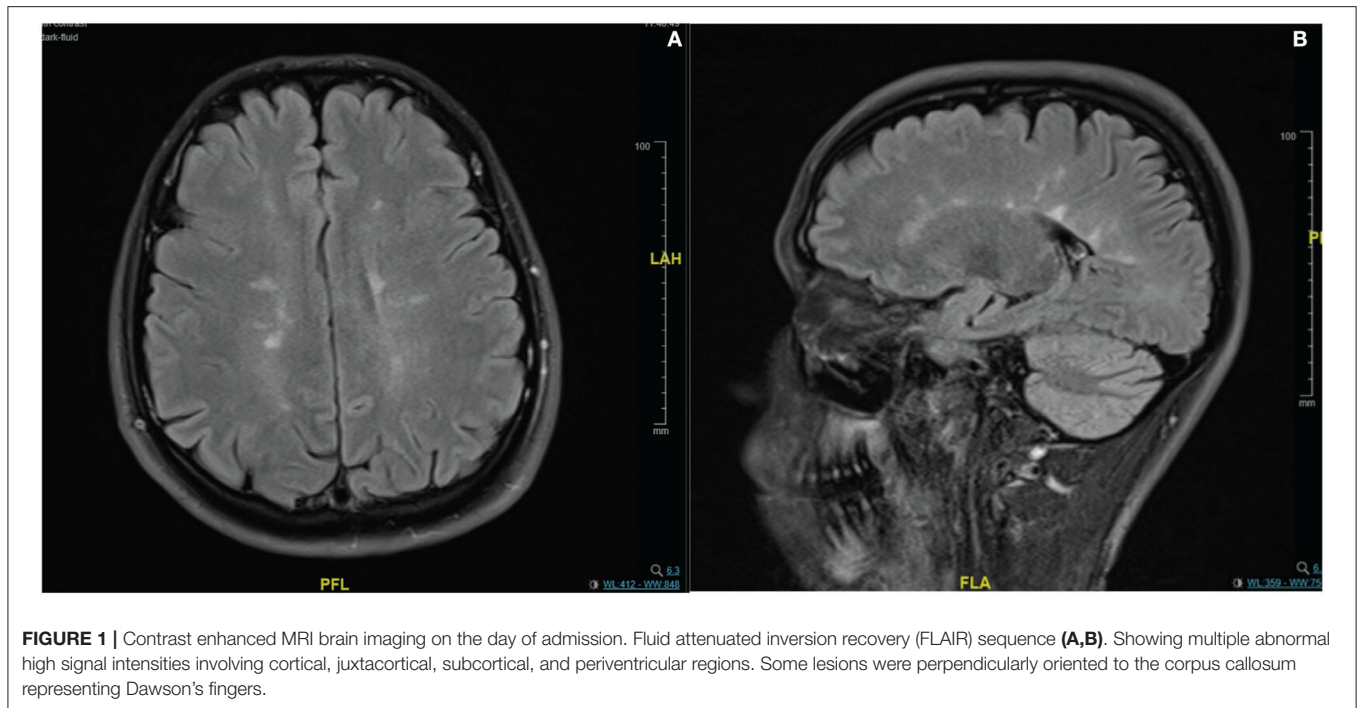 dark-fluid
A
B
100
100
LAH
mm
mm
6.3
WL:412 - WW:848
PFL
FLA
FIGURE 1 | Contrast enhanced MRI brain imaging on the day of admission. Fluid attenuated inversion recovery (FLAIR) sequence (A,B). Showing multiple abnormal
high signal intensities involving cortical, juxtacortical, subcortical, and periventricular regions. Some lesions were perpendicularly oriented to the corpus callosum
representing Dawson's fingers.